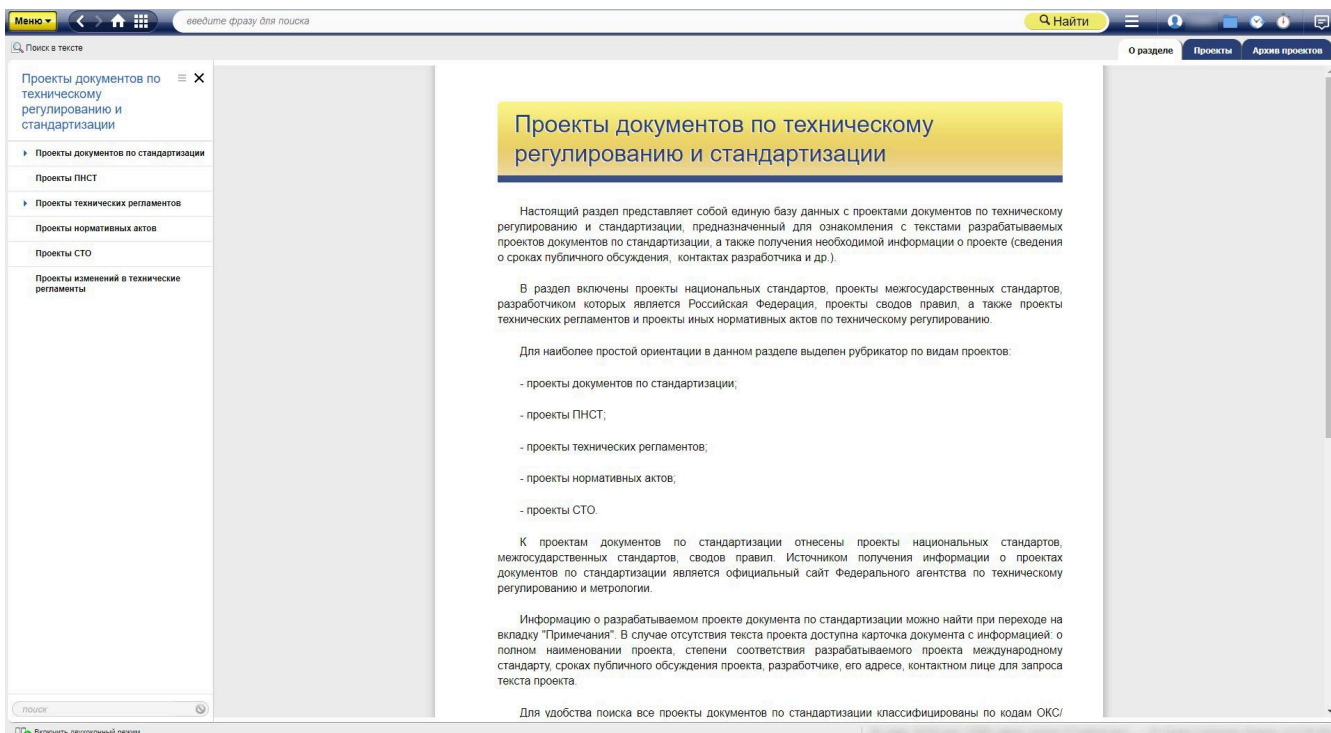 Меню
введите фразу для поиска
Найти
Поиск в тексте
О разделе
Проекты
Архив проектов
Проекты документов по
техническому
регулированию и
стандартизации
Проекты документов по стандартизации
Проекты ПНСТ
Проекты технических регламентов
Проекты нормативных актов
Проекты СТО
Проекты изменений в технические
регламенты
поиск
Проекты документов по техническому
регулированию и стандартизации
Настоящий раздел представляет собой единую базу данных с проектами документов по техническому
регулированию и стандартизации, предназначенный для ознакомления с текстами разрабатываемых
проектов документов по стандартизации, а также получения необходимой информации о проекте (сведения
о сроках публичного обсуждения, контактах разработчика и др.).
В раздел включены проекты национальных стандартов, проекты межгосударственных стандартов,
разработчиком которых является Российская Федерация, проекты сводов правил, а также проекты
технических регламентов и проекты иных нормативных актов по техническому регулированию.
Для наиболее простой ориентации в данном разделе выделен рубрикатор по видам проектов:
- проекты документов по стандартизации;
- проекты ПНСТ;
- проекты технических регламентов;
- проекты нормативных актов;
- проекты СТО.
К проектам документов по стандартизации отнесены проекты национальных стандартов,
межгосударственных стандартов, сводов правил. Источником получения информации о проектах
документов по стандартизации является официальный сайт Федерального агентства по техническому
регулированию и метрологии.
Информацию о разрабатываемом проекте документа по стандартизации можно найти при переходе на
вкладку "Примечания". В случае отсутствия текста проекта доступна карточка документа с информацией: о
полном наименовании проекта, степени соответствия разрабатываемого проекта международному
стандарту, сроках публичного обсуждения проекта, разработчике, его адресе, контактном лице для запроса
текста проекта.
Для удобства поиска все проекты документов по стандартизации классифицированы по кодам ОКС/
Включить двухоконный режим